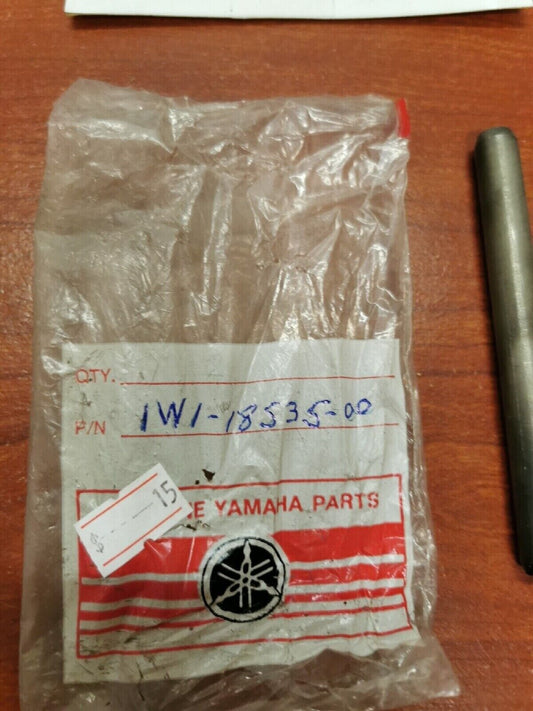 QTY.
P/N 1W1-18535-00
$ ---- 15
E YAMAHA PARTS